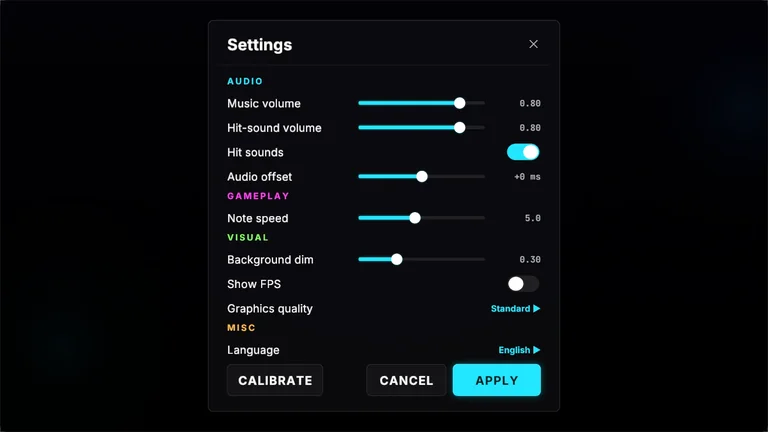 Settings
AUDIO
Music volume 0.80
Hit-sound volume 0.80
Hit sounds
Audio offset +0 ms
GAMEPLAY
Note speed 5.0
VISUAL
Background dim 0.30
Show FPS
Graphics quality Standard ▶
MISC
Language English ▶
CALIBRATE CANCEL APPLY